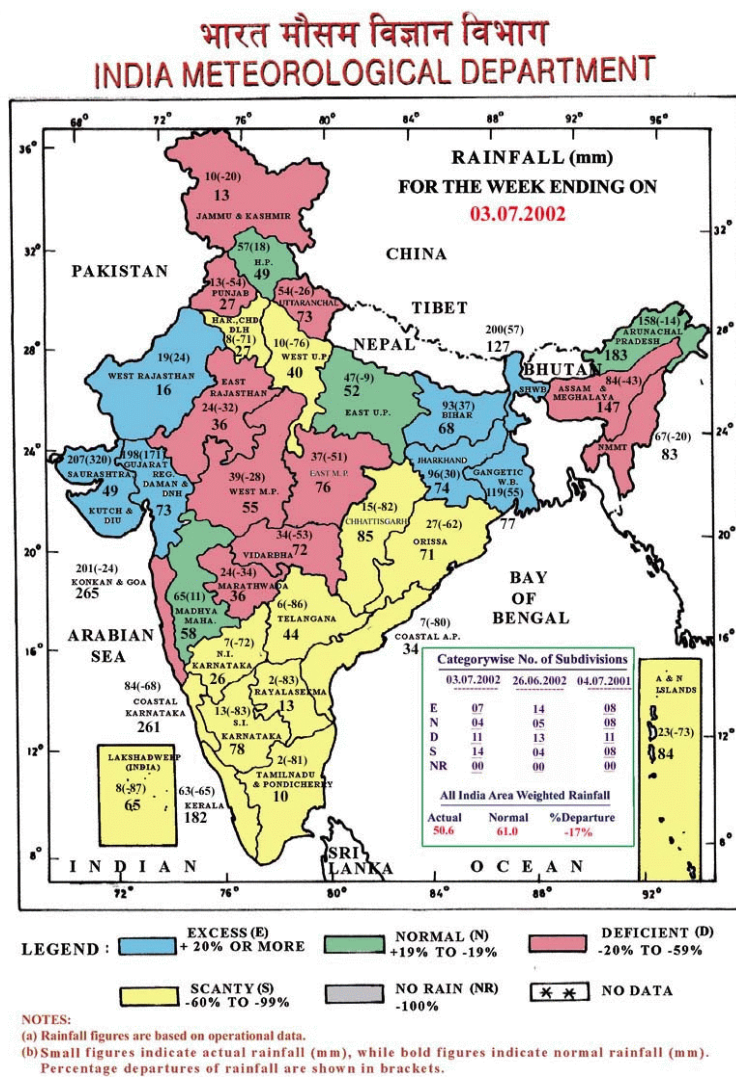 भारत मौसम विज्ञान विभाग
INDIA METEOROLOGICAL DEPARTMENT
68° 72° 76° 80° 84° 88° 92° 96°
36°
32°
28°
24°
20°
16°
12°
8°
32°
28°
24°
20°
16°
12°
8°
72° 76° 80° 84° 88° 92°
RAINFALL (mm)
FOR THE WEEK ENDING ON
03.07.2002
CHINA
PAKISTAN
TIBET
NEPAL
BHUTAN
10(-20)
13
JAMMU & KASHMIR
57(18)
H.P.
49
13(-54)
PUNJAB
27
54(-26)
UTTARANCHAL
73
HAR., CHD
DLH
8(-71)
27
10(-76)
WEST U.P.
40
19(24)
WEST RAJASTHAN
16
EAST
RAJASTHAN
24(-32)
36
47(-9)
52
EAST U.P.
200(57)
127
SHWB
158(-14)
ARUNACHAL
PRADESH
183
84(-43)
ASSAM &
MEGHALAYA
147
NMMT
67(-20)
83
93(37)
BIHAR
68
JHARKHAND
96(30)
74
GANGETIC
W.B.
119(55)
77
207(320)
SAURASHTRA
49
KUTCH &
DIU
198(171)
GUJARAT
REG.
DAMAN &
DNH
73
39(-28)
WEST M.P.
55
37(-51)
EAST M.P.
76
15(-82)
CHHATTISGARH
85
27(-62)
ORISSA
71
34(-53)
72
VIDARBHA
24(-34)
MARATHWADA
36
201(-24)
KONKAN & GOA
265
65(11)
MADHYA
MAHA.
58
6(-86)
TELANGANA
44
7(-80)
COASTAL A.P.
34
7(-72)
N.I.
KARNATAKA
26
2(-83)
RAYALASEEMA
13
84(-68)
COASTAL
KARNATAKA
261
13(-83)
S.I.
KARNATAKA
78
2(-81)
TAMILNADU
& PONDICHERRY
10
63(-65)
KERALA
182
LAKSHADWEEP
(INDIA)
8(-87)
65
A & N
ISLANDS
23(-73)
84
ARABIAN
SEA
BAY
OF
BENGAL
SRI
LANKA
INDIAN OCEAN
Categorywise No. of Subdivisions
03.07.2002 26.06.2002 04.07.2001
E 07 14 08
N 04 05 08
D 11 13 11
S 14 04 08
NR 00 00 00
All India Area Weighted Rainfall
Actual Normal %Departure
50.6 61.0 -17%
LEGEND :
EXCESS (E)
+ 20% OR MORE
NORMAL (N)
+19% TO -19%
DEFICIENT (D)
-20% TO -59%
SCANTY (S)
-60% TO -99%
NO RAIN (NR)
-100%
NO DATA
NOTES:
(a) Rainfall figures are based on operational data.
(b) Small figures indicate actual rainfall (mm), while bold figures indicate normal rainfall (mm).
Percentage departures of rainfall are shown in brackets.